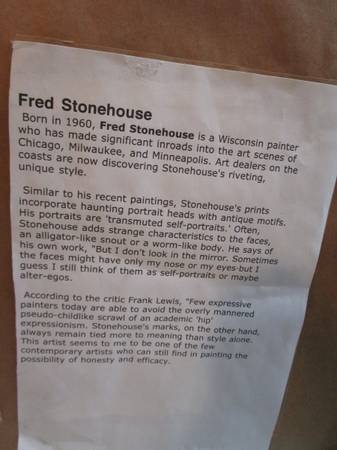 Fred Stonehouse
Born in 1960, Fred Stonehouse is a Wisconsin painter
who has made significant inroads into the art scenes of
Chicago, Milwaukee, and Minneapolis. Art dealers on the
coasts are now discovering Stonehouse's riveting,
unique style.
Similar to his recent paintings, Stonehouse's prints
incorporate haunting portrait heads with antique motifs.
His portraits are 'transmuted self-portraits.' Often,
Stonehouse adds strange characteristics to the faces,
an alligator-like snout or a worm-like body. He says of
his own work, "But I don't look in the mirror. Sometimes
the faces might have only my nose or my eyes-but I
guess I still think of them as self-portraits or maybe
alter-egos.
According to the critic Frank Lewis, "Few expressive
painters today are able to avoid the overly mannered
pseudo-childlike scrawl of an academic 'hip'
expressionism. Stonehouse's marks, on the other hand,
always remain tied more to meaning than style alone.
This artist seems to me to be one of the few
contemporary artists who can still find in painting the
possibility of honesty and efficacy.